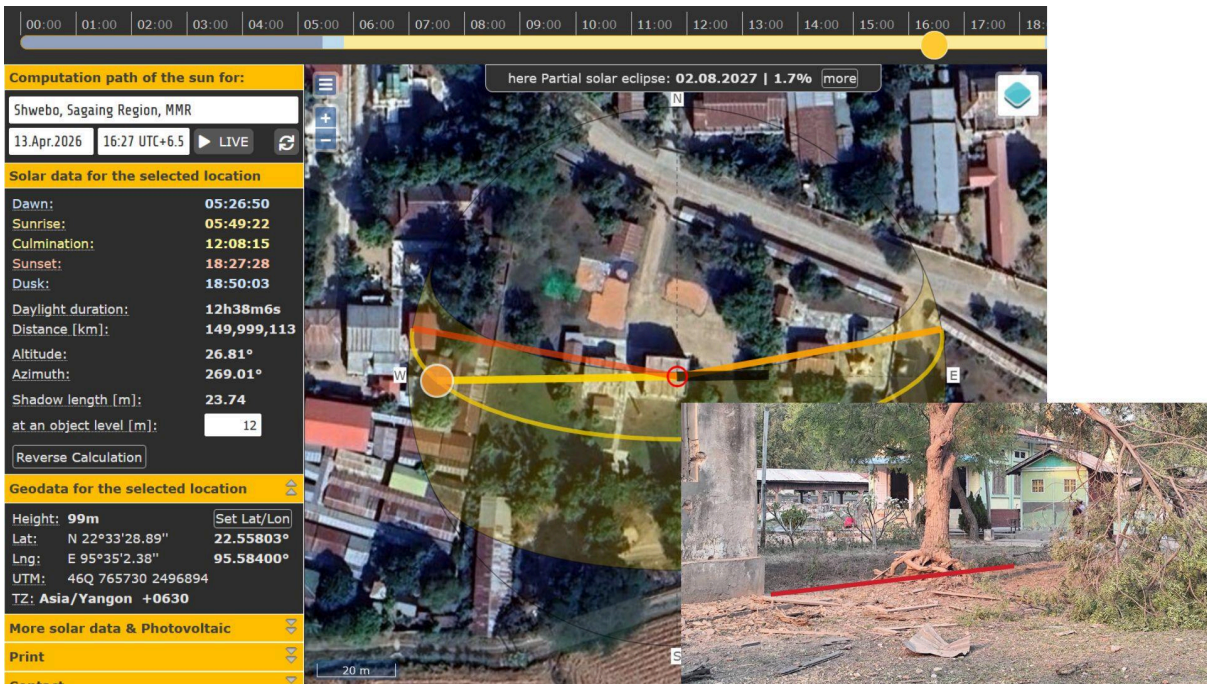 00:00 01:00 02:00 03:00 04:00 05:00 06:00 07:00 08:00 09:00 10:00 11:00 12:00 13:00 14:00 15:00 16:00 17:00 18:
Computation path of the sun for:
Shwebo, Sagaing Region, MMR
13.Apr.2026 16:27 UTC+6.5 LIVE
Solar data for the selected location
Dawn: 05:26:50
Sunrise: 05:49:22
Culmination: 12:08:15
Sunset: 18:27:28
Dusk: 18:50:03
Daylight duration: 12h38m6s
Distance [km]: 149,999,113
Altitude: 26.81°
Azimuth: 269.01°
Shadow length [m]: 23.74
at an object level [m]: 12
Reverse Calculation
Geodata for the selected location
Height: 99m Set Lat/Lon
Lat: N 22°33'28.89'' 22.55803°
Lng: E 95°35'2.38'' 95.58400°
UTM: 46Q 765730 2496894
TZ: Asia/Yangon +0630
More solar data & Photovoltaic
Print
here Partial solar eclipse: 02.08.2027 | 1.7% more
+
−
N
W
E
S
20 m